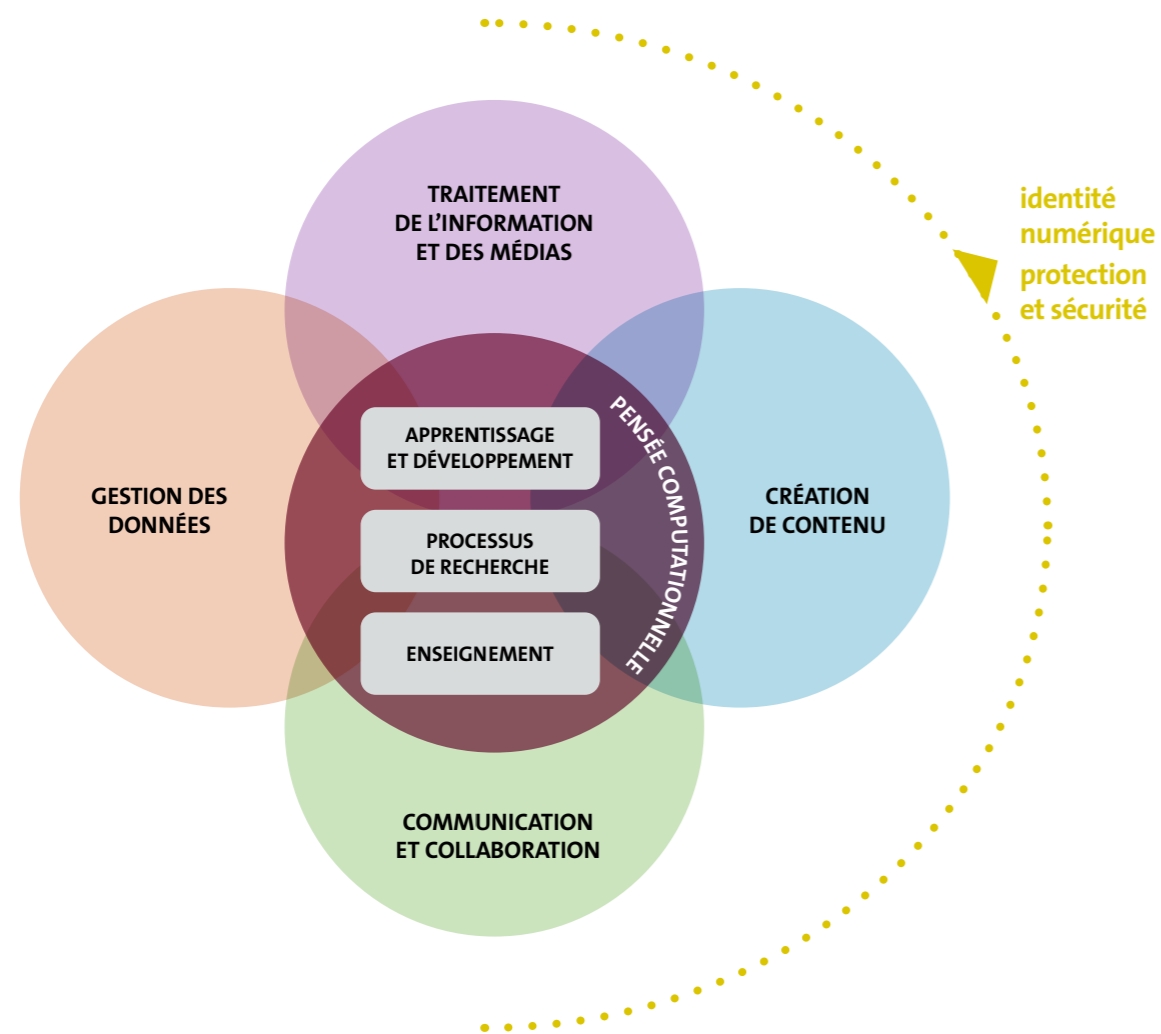 TRAITEMENT
DE L’INFORMATION
ET DES MÉDIAS
identité
numérique
protection
et sécurité
GESTION DES
DONNÉES
APPRENTISSAGE
ET DÉVELOPPEMENT
PROCESSUS
DE RECHERCHE
ENSEIGNEMENT
PENSÉE COMPUTATIONNELLE
CRÉATION
DE CONTENU
COMMUNICATION
ET COLLABORATION